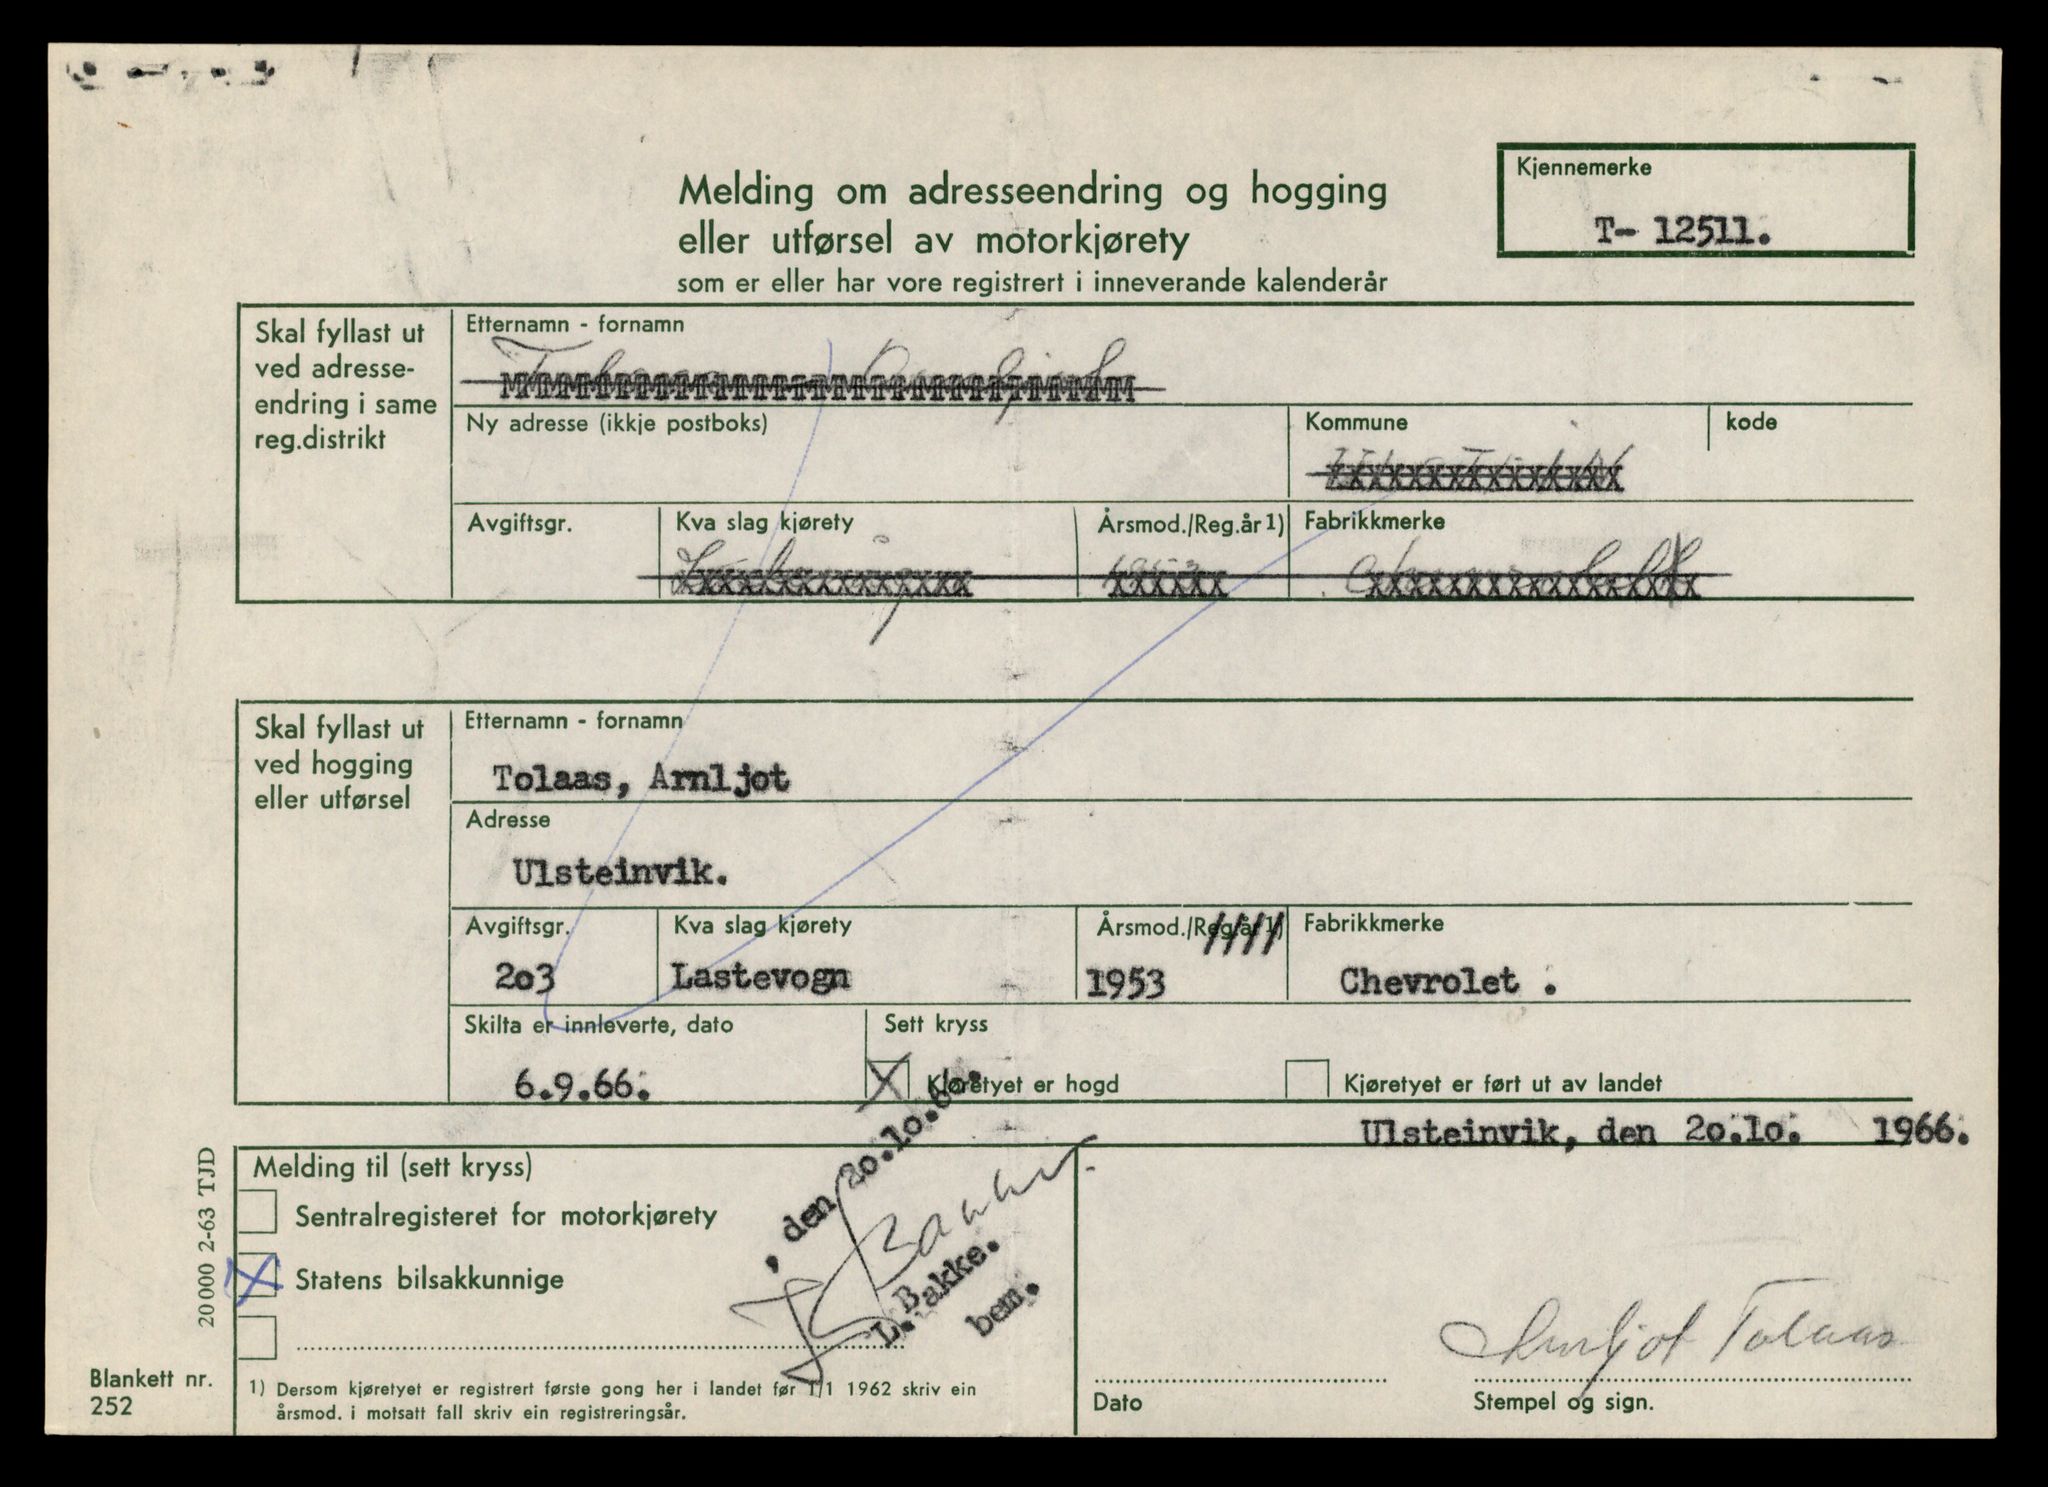 Melding om adresseendring og hogging
eller utførsel av motorkjørety
som er eller har vore registrert i inneverande kalenderår
Kjennemerke
T- 12511.
Skal fyllast ut
ved adresse-
endring i same
reg.distrikt
Etternamn - fornamn
Ny adresse (ikkje postboks)
Kommune
kode
Avgiftsgr.
Kva slag kjørety
Årsmod./Reg.år 1)
Fabrikkmerke
1953
Skal fyllast ut
ved hogging
eller utførsel
Etternamn - fornamn
Tolaas, Arnljot
Adresse
Ulsteinvik.
Avgiftsgr.
Kva slag kjørety
Årsmod./Reg.år 1)
Fabrikkmerke
2o3
Lastevogn
1953
Chevrolet .
Skilta er innleverte, dato
Sett kryss
6.9.66.
X Kjøretyet er hogd
Kjøretyet er ført ut av landet
Ulsteinvik, den 2o.1o. 1966.
Melding til (sett kryss)
Sentralregisteret for motorkjørety
X Statens bilsakkunnige
, den 2o.1o.66.
L. Bakke.
bem.
1) Dersom kjøretyet er registrert første gong her i landet før 1/1 1962 skriv ein
årsmod. i motsatt fall skriv ein registreringsår.
Arnljot Tolaas
Dato
Stempel og sign.
20 000 2-63 TJD
Blankett nr.
252